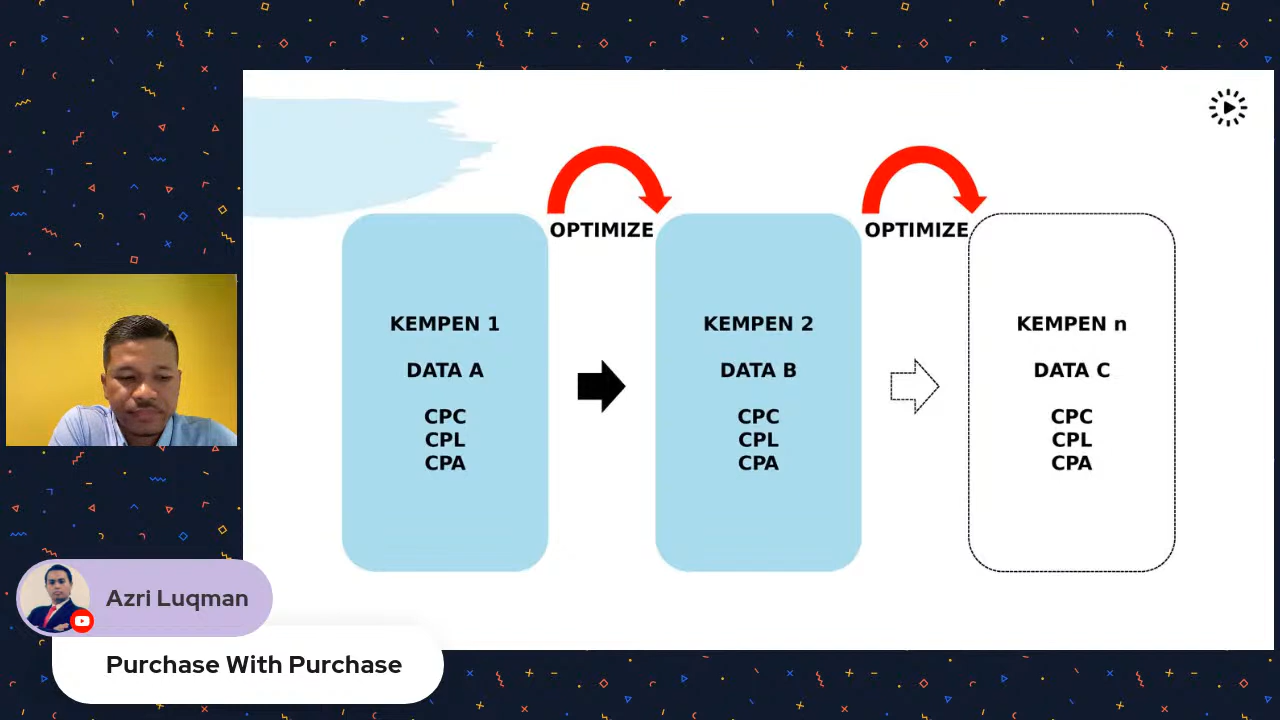 OPTIMIZE
OPTIMIZE
KEMPEN 1
DATA A
CPC
CPL
CPA
KEMPEN 2
DATA B
CPC
CPL
CPA
KEMPEN n
DATA C
CPC
CPL
CPA
Azri Luqman
Purchase With Purchase